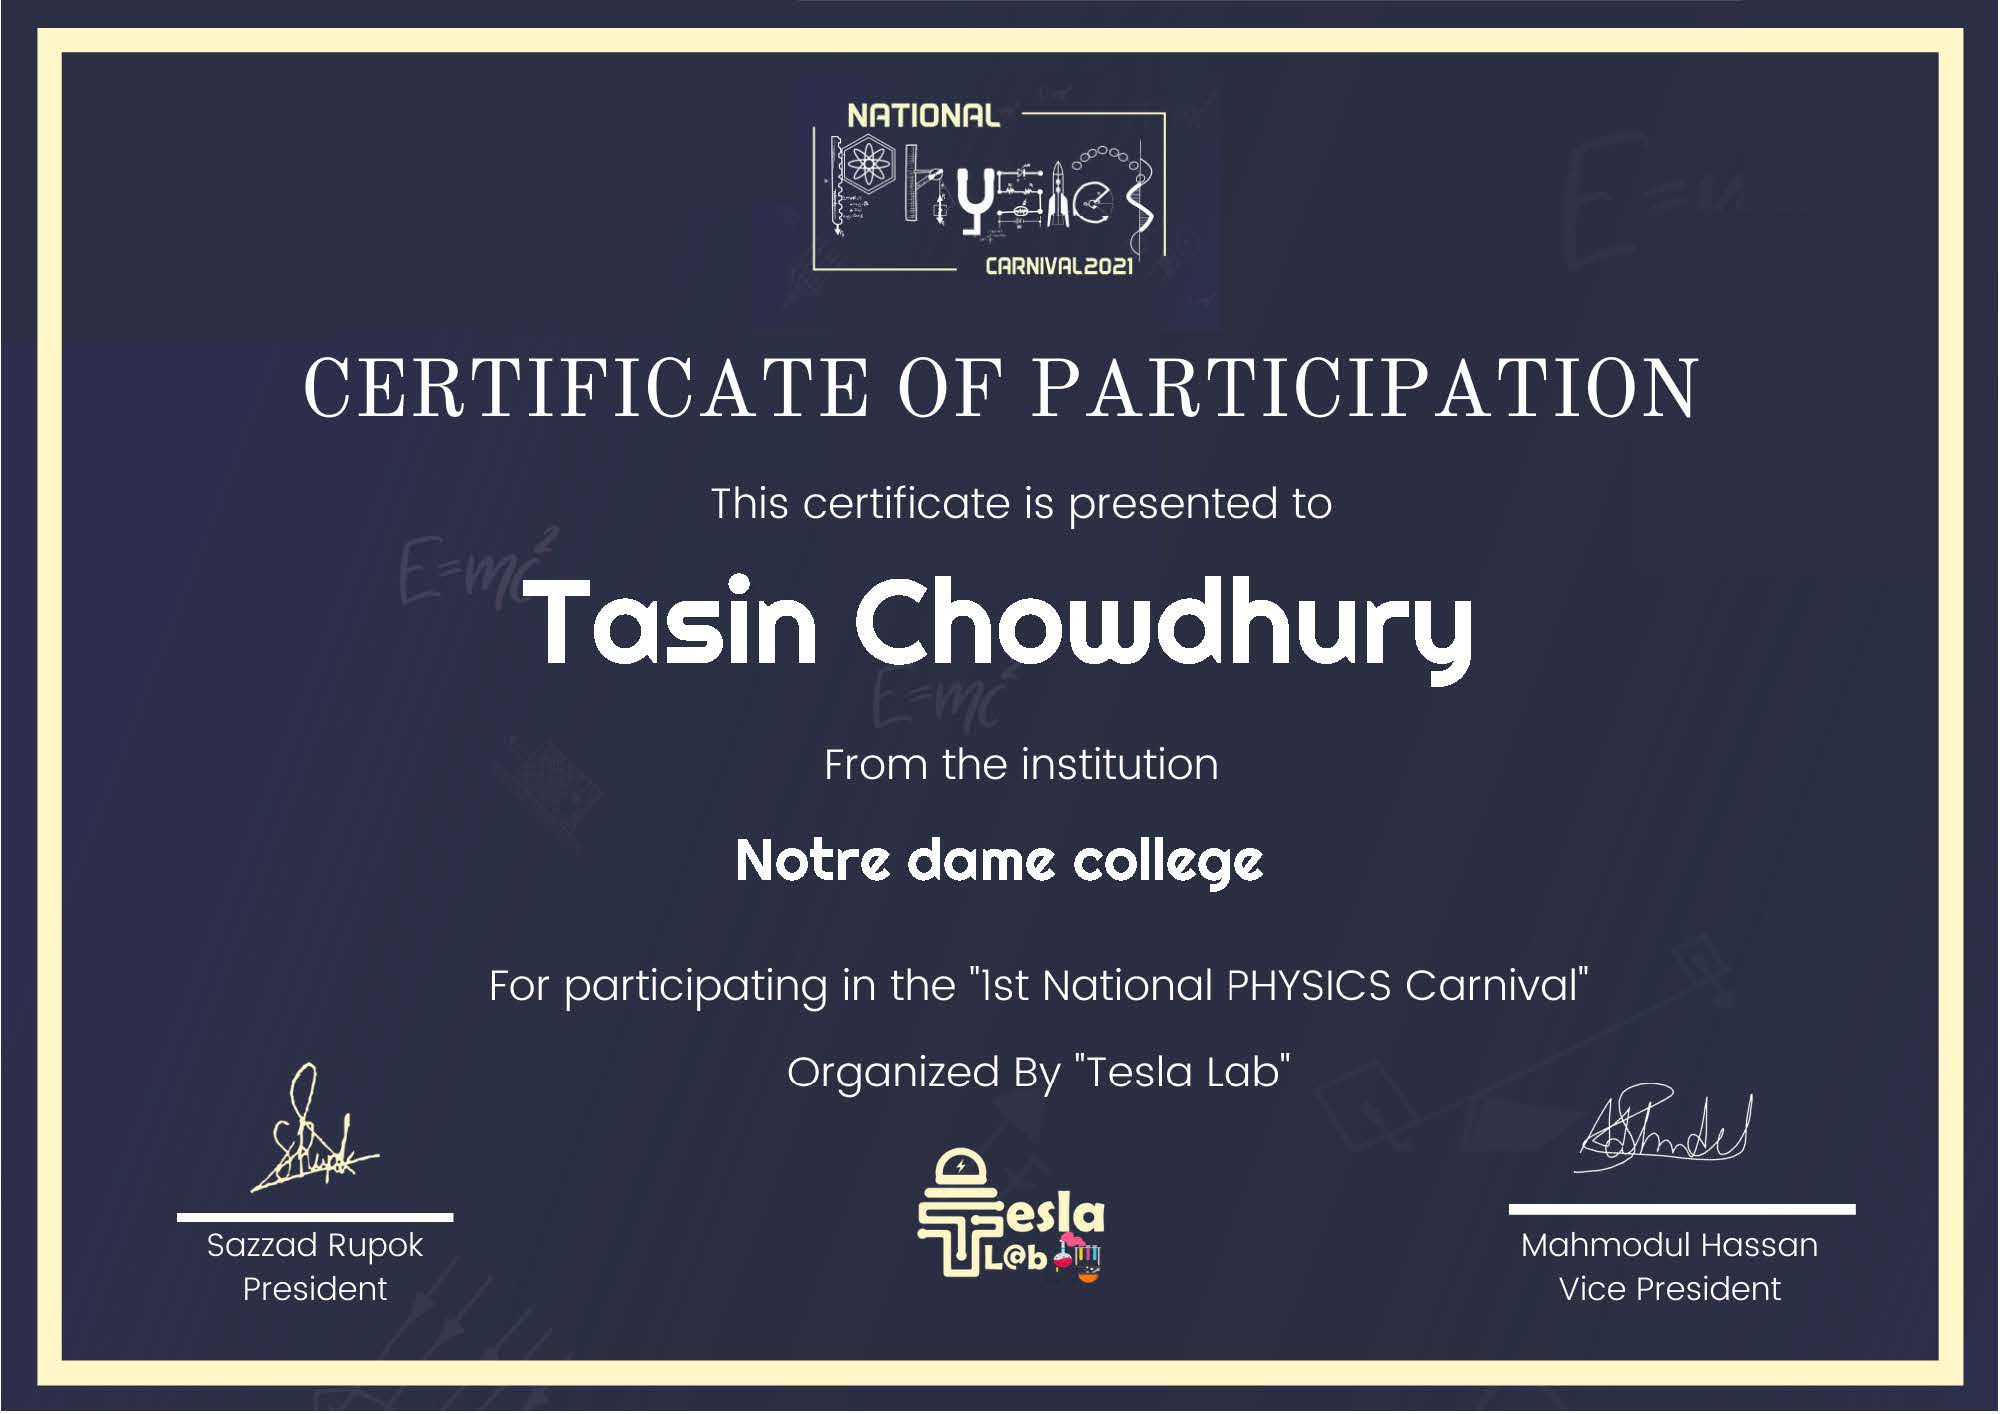 NATIONAL
Physics
CARNIVAL2021
E=m
CERTIFICATE OF PARTICIPATION
This certificate is presented to
E=mc²
Tasin Chowdhury
E=mc²
From the institution
Notre dame college
For participating in the "1st National PHYSICS Carnival"
Organized By "Tesla Lab"
Tesla
L@b
Sazzad Rupok
President
Mahmodul Hassan
Vice President